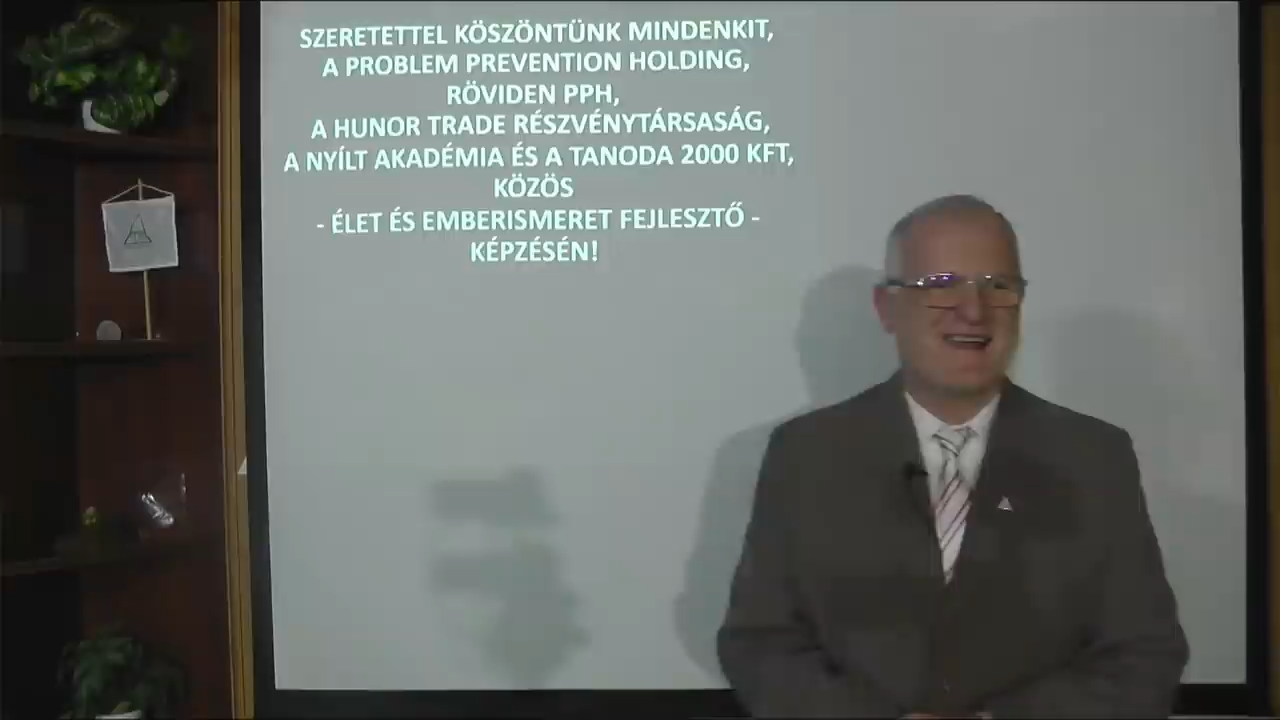 SZERETETTEL KÖSZÖNTÜNK MINDENKIT,
A PROBLEM PREVENTION HOLDING,
RÖVIDEN PPH,
A HUNOR TRADE RÉSZVÉNYTÁRSASÁG,
A NYÍLT AKADÉMIA ÉS A TANODA 2000 KFT,
KÖZÖS
- ÉLET ÉS EMBERISMERET FEJLESZTŐ -
KÉPZÉSÉN!